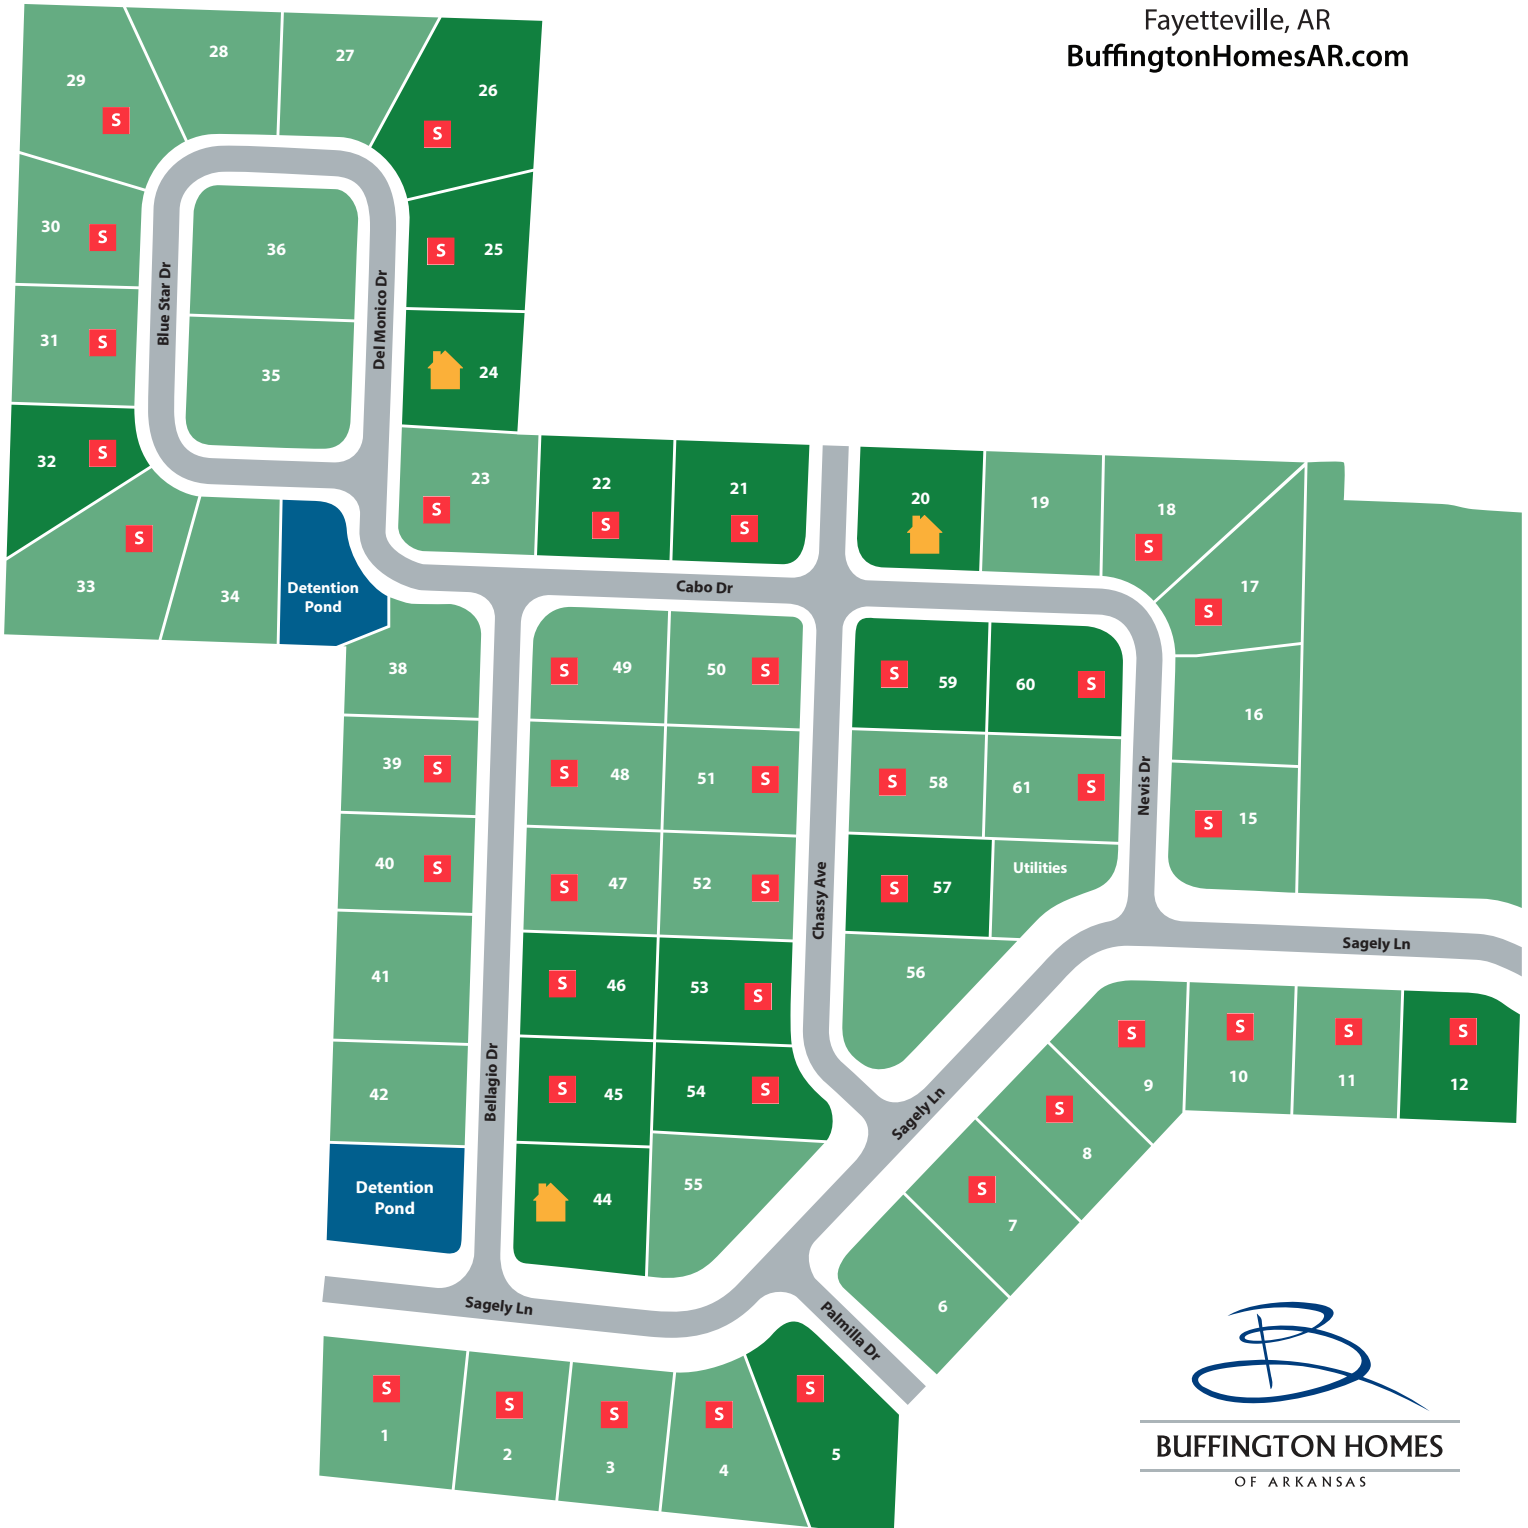 Fayetteville, AR
BuffingtonHomesAR.com
28
27
29
26
S
S
30
S
36
S
25
Blue Star Dr
Del Monico Dr
31
S
35
24
32
S
23
S
22
S
21
S
20
19
18
S
17
S
33
S
34
Detention
Pond
Cabo Dr
38
S
49
50
S
S
59
60
S
16
39
S
S
48
51
S
S
58
61
S
Nevis Dr
S
15
40
S
S
47
52
S
Chassy Ave
S
57
Utilities
41
S
46
53
S
56
Sagely Ln
42
Bellagio Dr
S
45
54
S
Sagely Ln
S
9
S
10
S
11
S
12
S
8
Detention
Pond
44
55
S
7
6
Sagely Ln
Palmilla Dr
S
1
S
2
S
3
S
4
S
5
BUFFINGTON HOMES
OF ARKANSAS